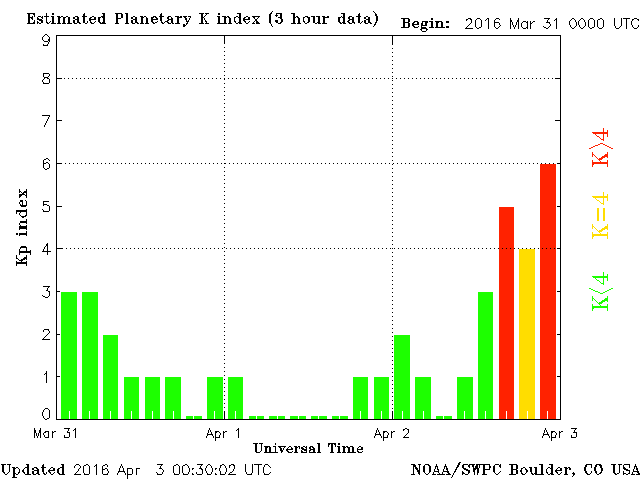 Estimated Planetary K index (3 hour data) Begin: 2016 Mar 31 0000 UTC
9
8
7
6
5
4
3
2
1
0
Kp index
K>4
K=4
K<4
Mar 31 Apr 1 Apr 2 Apr 3
Universal Time
Updated 2016 Apr 3 00:30:02 UTC NOAA/SWPC Boulder, CO USA